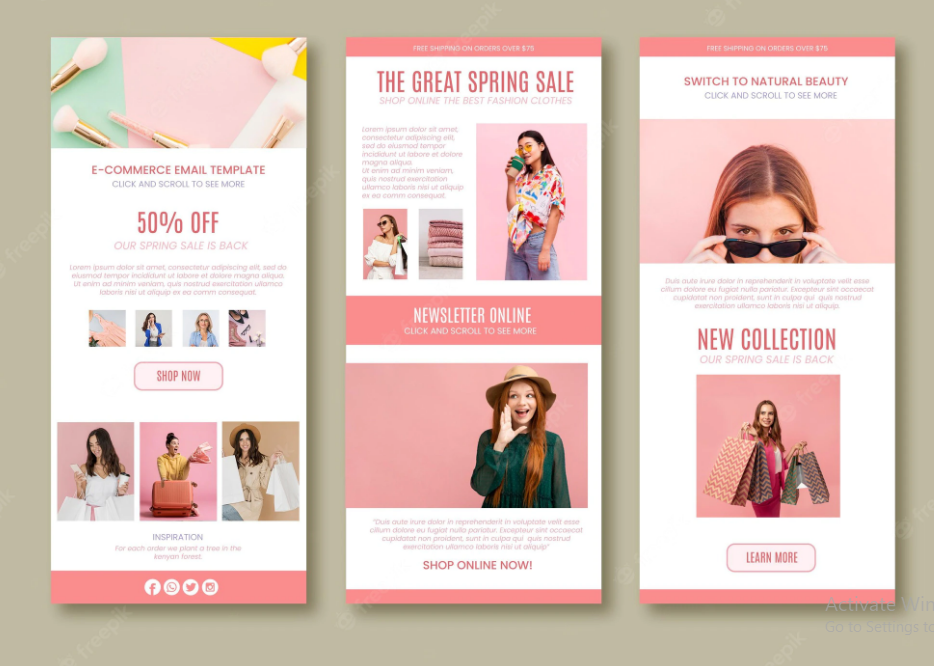 E-COMMERCE EMAIL TEMPLATE
CLICK AND SCROLL TO SEE MORE
50% OFF
OUR SPRING SALE IS BACK
Lorem ipsum dolor sit amet, consectetur adipiscing elit, sed do
eiusmod tempor incididunt ut labore et dolore magna aliqua.
Ut enim ad minim veniam, quis nostrud exercitation ullamco
laboris nisi ut aliquip ex ea comm consequat.
SHOP NOW
INSPIRATION
For each order we plant a tree in the
kenyan forest.
FREE SHIPPING ON ORDERS OVER $75
THE GREAT SPRING SALE
SHOP ONLINE THE BEST FASHION CLOTHES
Lorem ipsum dolor sit amet,
consectetur adipiscing elit, sed
do eiusmod tempor
incididunt ut labore et dolore
magna aliqua.
Ut enim ad minim veniam,
quis nostrud exercitation
ullamco laboris nisi ut aliquip
ex ea comm consequat.
NEWSLETTER ONLINE
CLICK AND SCROLL TO SEE MORE
"Duis aute irure dolor in reprehenderit in voluptate velit esse
cillum dolore eu fugiat nulla pariatur. Excepteur sint occaecat
cupidatat non proident, sunt in culpa qui quis nostrud
exercitation ullamco laboris nisi ut aliquip"
SHOP ONLINE NOW!
FREE SHIPPING ON ORDERS OVER $75
SWITCH TO NATURAL BEAUTY
CLICK AND SCROLL TO SEE MORE
Duis aute irure dolor in reprehenderit in voluptate velit esse
cillum dolore eu fugiat nulla pariatur. Excepteur sint occaecat
cupidatat non proident, sunt in culpa qui quis nostrud
exercitation ullamco laboris nisi ut aliquip.
NEW COLLECTION
OUR SPRING SALE IS BACK
LEARN MORE
Activate Win
Go to Settings to
freepik